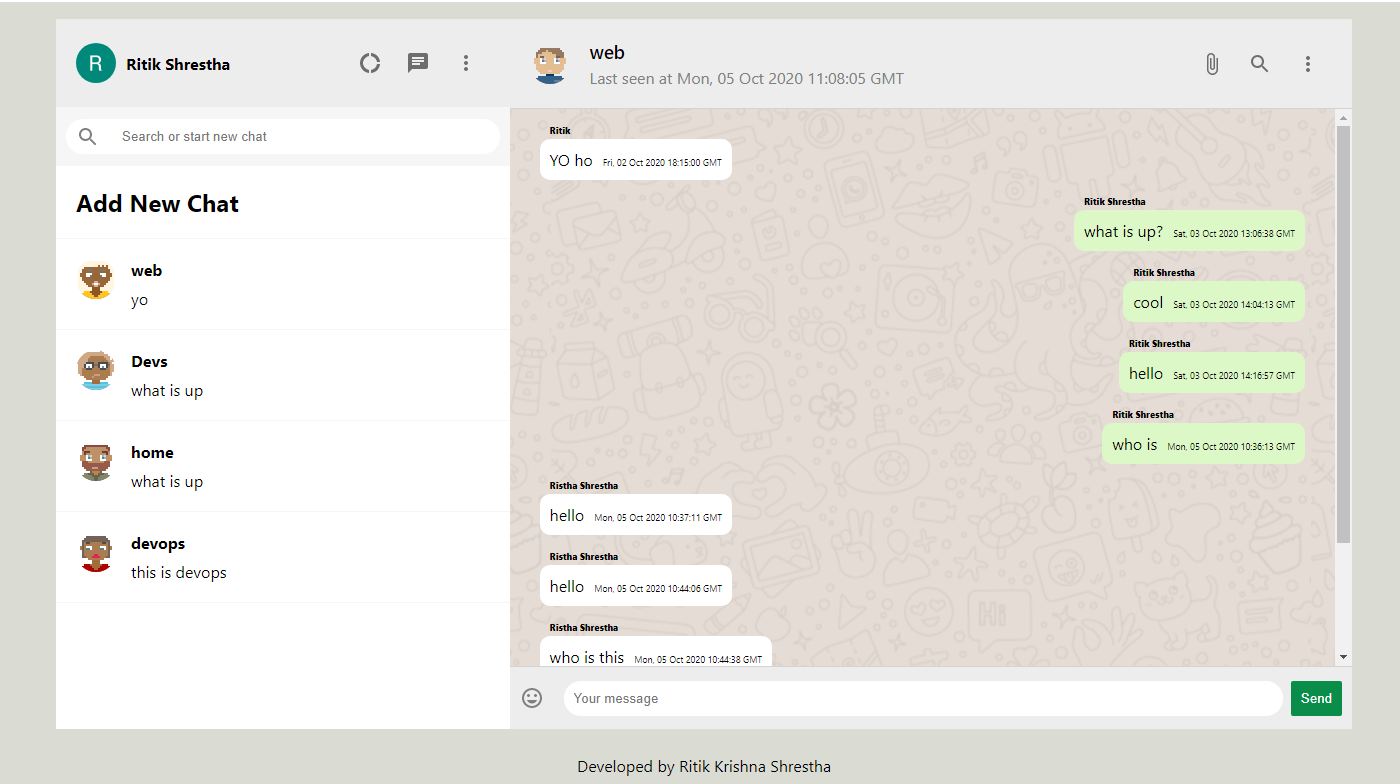 R
Ritik Shrestha
Search or start new chat
Add New Chat
web
yo
Devs
what is up
home
what is up
devops
this is devops
web
Last seen at Mon, 05 Oct 2020 11:08:05 GMT
Ritik
YO ho Fri, 02 Oct 2020 18:15:00 GMT
Ritik Shrestha
what is up? Sat, 03 Oct 2020 13:06:38 GMT
Ritik Shrestha
cool Sat, 03 Oct 2020 14:04:13 GMT
Ritik Shrestha
hello Sat, 03 Oct 2020 14:16:57 GMT
Ritik Shrestha
who is Mon, 05 Oct 2020 10:36:13 GMT
Ristha Shrestha
hello Mon, 05 Oct 2020 10:37:11 GMT
Ristha Shrestha
hello Mon, 05 Oct 2020 10:44:06 GMT
Ristha Shrestha
who is this Mon, 05 Oct 2020 10:44:38 GMT
Hi
Your message
Send
Developed by Ritik Krishna Shrestha